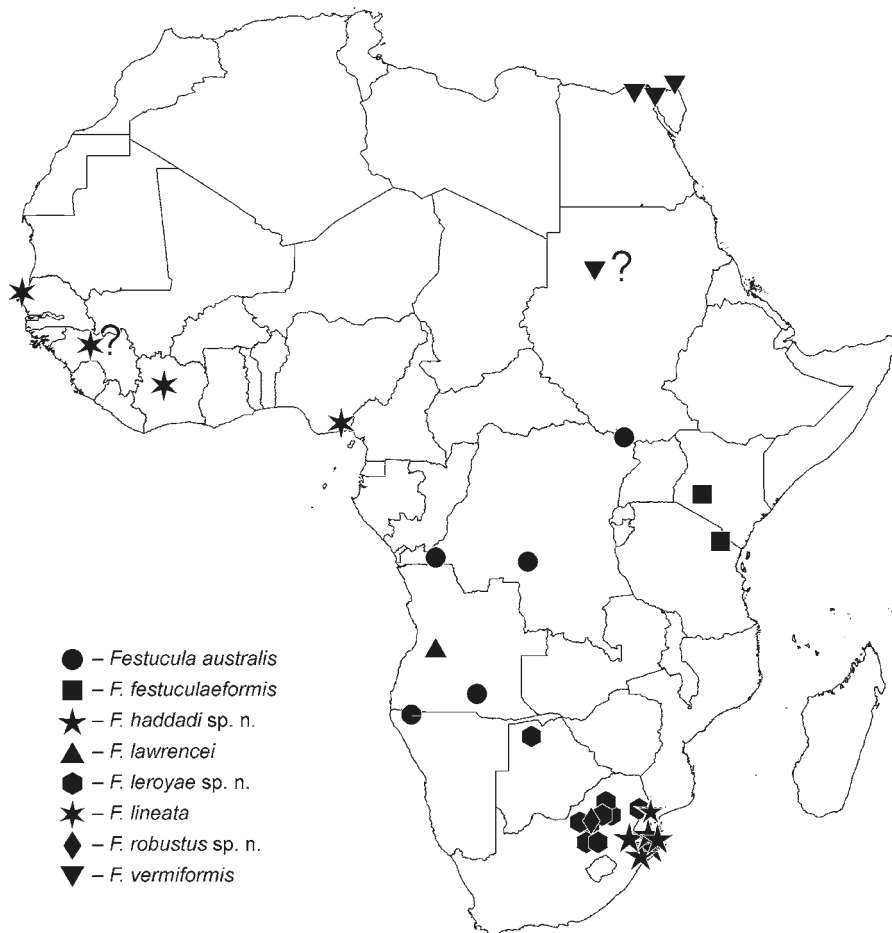 ?
?
– Festucula australis
– F. festuculaeformis
– F. haddadi sp. n.
– F. lawrencei
– F. leroyae sp. n.
– F. lineata
– F. robustus sp. n.
– F. vermiformis